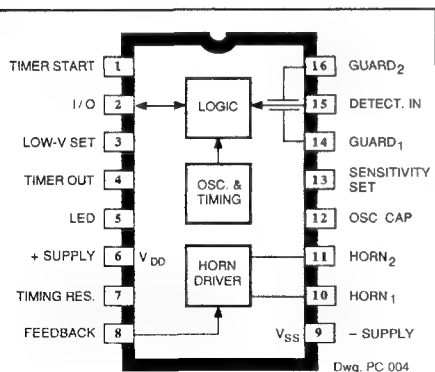 TIMER START 1
I/O 2
LOW-V SET 3
TIMER OUT 4
LED 5
+ SUPPLY 6 VDD
TIMING RES. 7
FEEDBACK 8
LOGIC
OSC. &
TIMING
HORN
DRIVER
16 GUARD2
15 DETECT. IN
14 GUARD1
13 SENSITIVITY
SET
12 OSC CAP
11 HORN2
10 HORN1
VSS 9 – SUPPLY
Dwg. PC 004